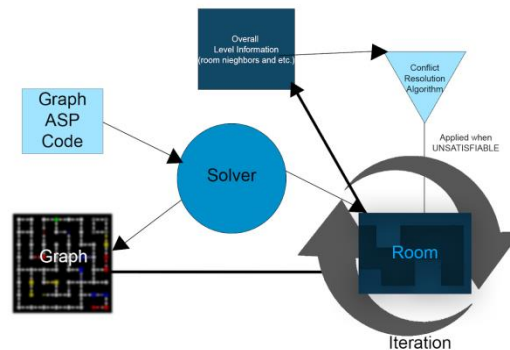 Overall
Level Information
(room nieghbors and etc.)
Conflict
Resolution
Algorithm
Graph
ASP
Code
Applied when
UNSATISFIABLE
Solver
Graph
Room
Iteration